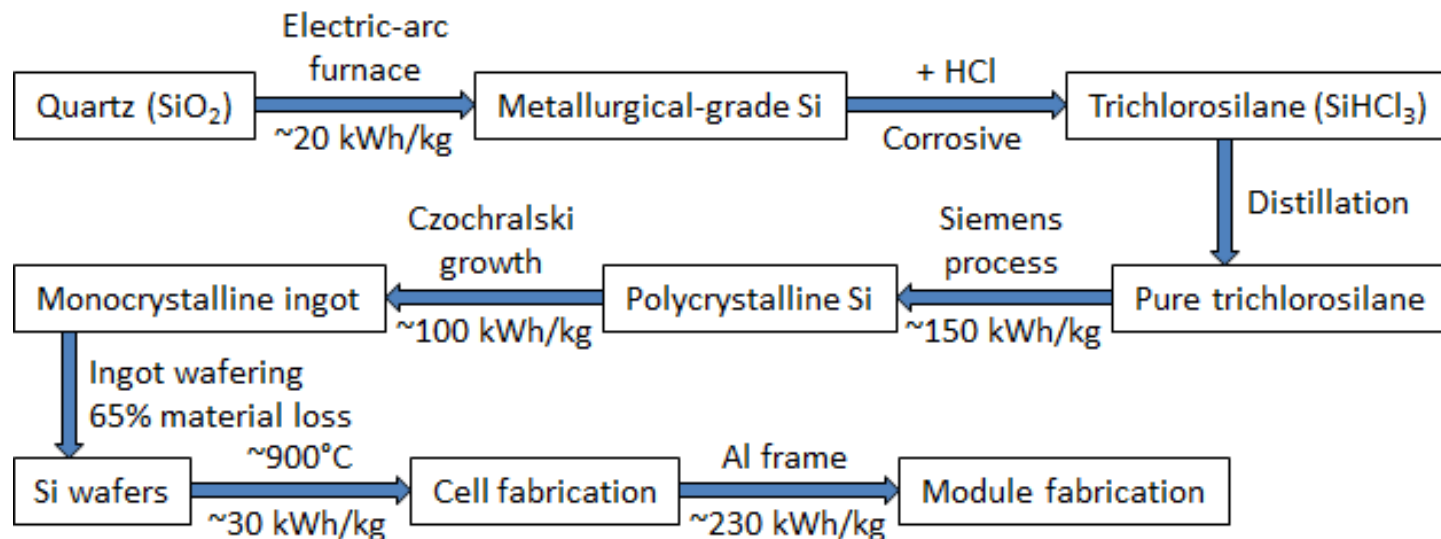 Electric-arc
furnace
+ HCl
Quartz (SiO₂)
Metallurgical-grade Si
Trichlorosilane (SiHCl₃)
~20 kWh/kg
Corrosive
Distillation
Czochralski
growth
Siemens
process
Monocrystalline ingot
Polycrystalline Si
Pure trichlorosilane
~100 kWh/kg
~150 kWh/kg
Ingot wafering
65% material loss
~900°C
Al frame
Si wafers
Cell fabrication
Module fabrication
~30 kWh/kg
~230 kWh/kg